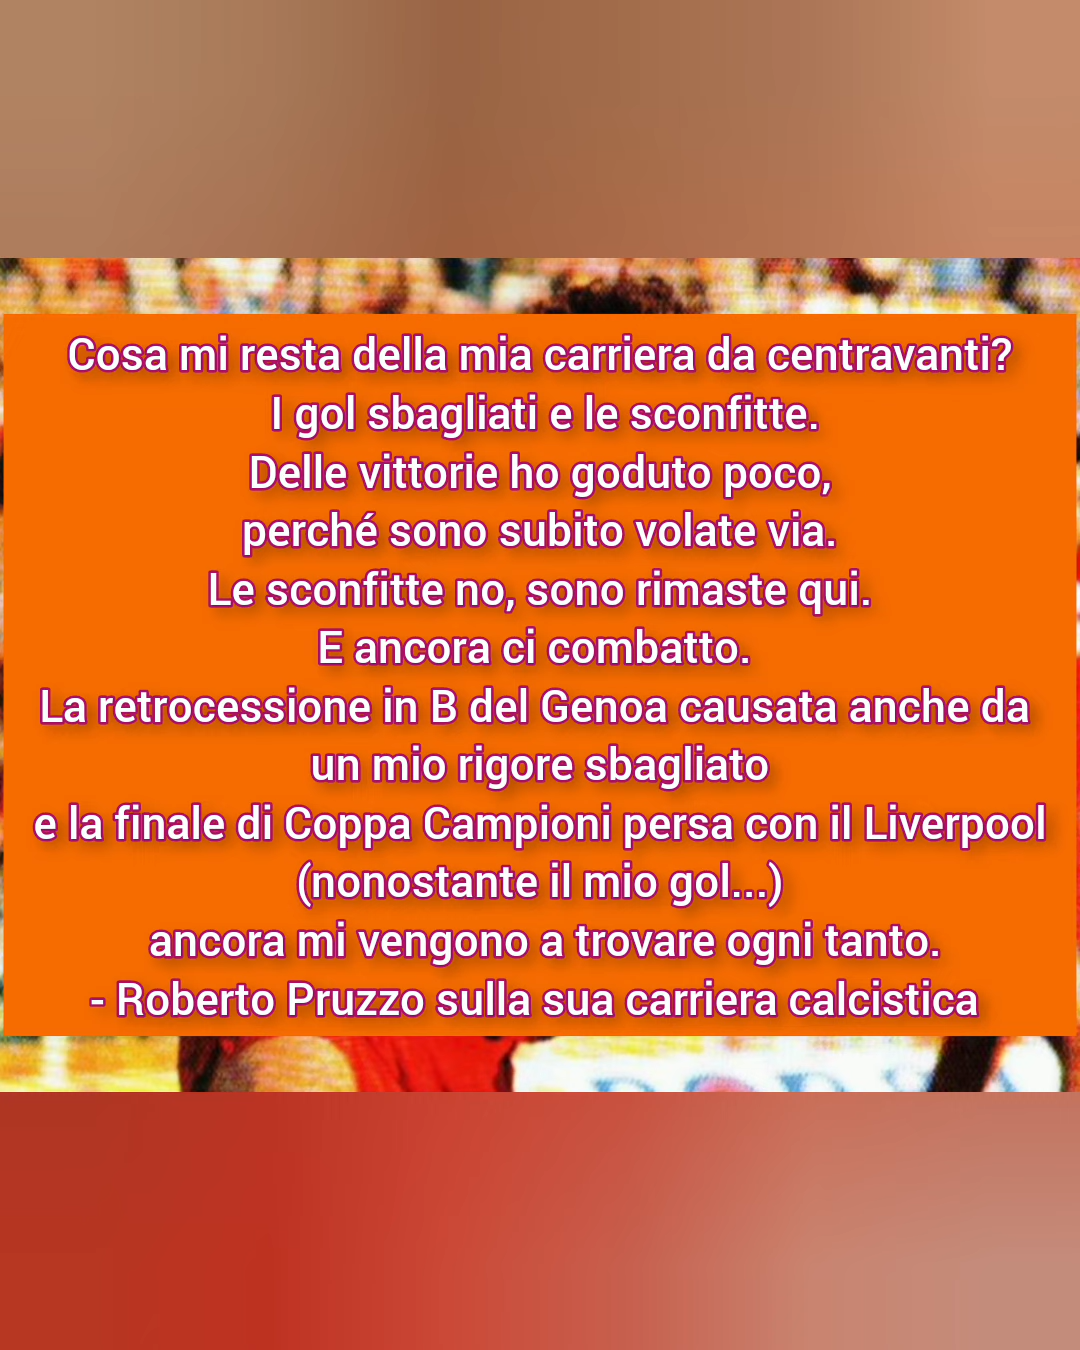 Cosa mi resta della mia carriera da centravanti?
I gol sbagliati e le sconfitte.
Delle vittorie ho goduto poco,
perché sono subito volate via.
Le sconfitte no, sono rimaste qui.
E ancora ci combatto.
La retrocessione in B del Genoa causata anche da
un mio rigore sbagliato
e la finale di Coppa Campioni persa con il Liverpool
(nonostante il mio gol...)
ancora mi vengono a trovare ogni tanto.
- Roberto Pruzzo sulla sua carriera calcistica